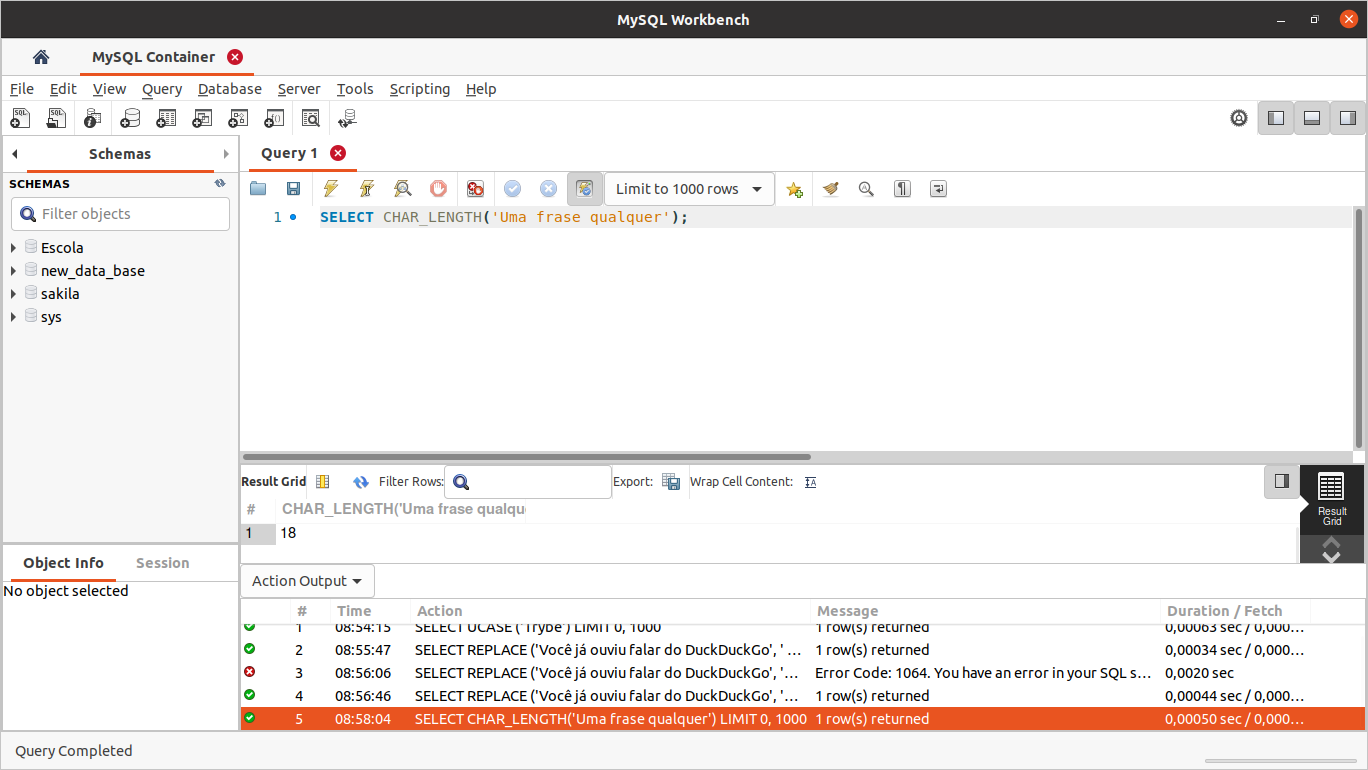 MySQL Workbench
MySQL Container
File Edit View Query Database Server Tools Scripting Help
Schemas
SCHEMAS
Filter objects
Escola
new_data_base
sakila
sys
Object Info Session
No object selected
Query 1
Limit to 1000 rows
1 SELECT CHAR_LENGTH('Uma frase qualquer');
Result Grid Filter Rows: Export: Wrap Cell Content:
# CHAR_LENGTH('Uma frase qualqu
1 18
Result
Grid
Action Output
# Time Action Message Duration / Fetch
1 08:54:15 SELECT UCASE ('Trybe') LIMIT 0, 1000 1 row(s) returned 0,00063 sec / 0,000…
2 08:55:47 SELECT REPLACE ('Você já ouviu falar do DuckDuckGo', ' … 1 row(s) returned 0,00034 sec / 0,000…
3 08:56:06 SELECT REPLACE ('Você já ouviu falar do DuckDuckGo', '… Error Code: 1064. You have an error in your SQL s… 0,0020 sec
4 08:56:46 SELECT REPLACE ('Você já ouviu falar do DuckDuckGo', '… 1 row(s) returned 0,00044 sec / 0,000…
5 08:58:04 SELECT CHAR_LENGTH('Uma frase qualquer') LIMIT 0, 1000 1 row(s) returned 0,00050 sec / 0,000…
Query Completed